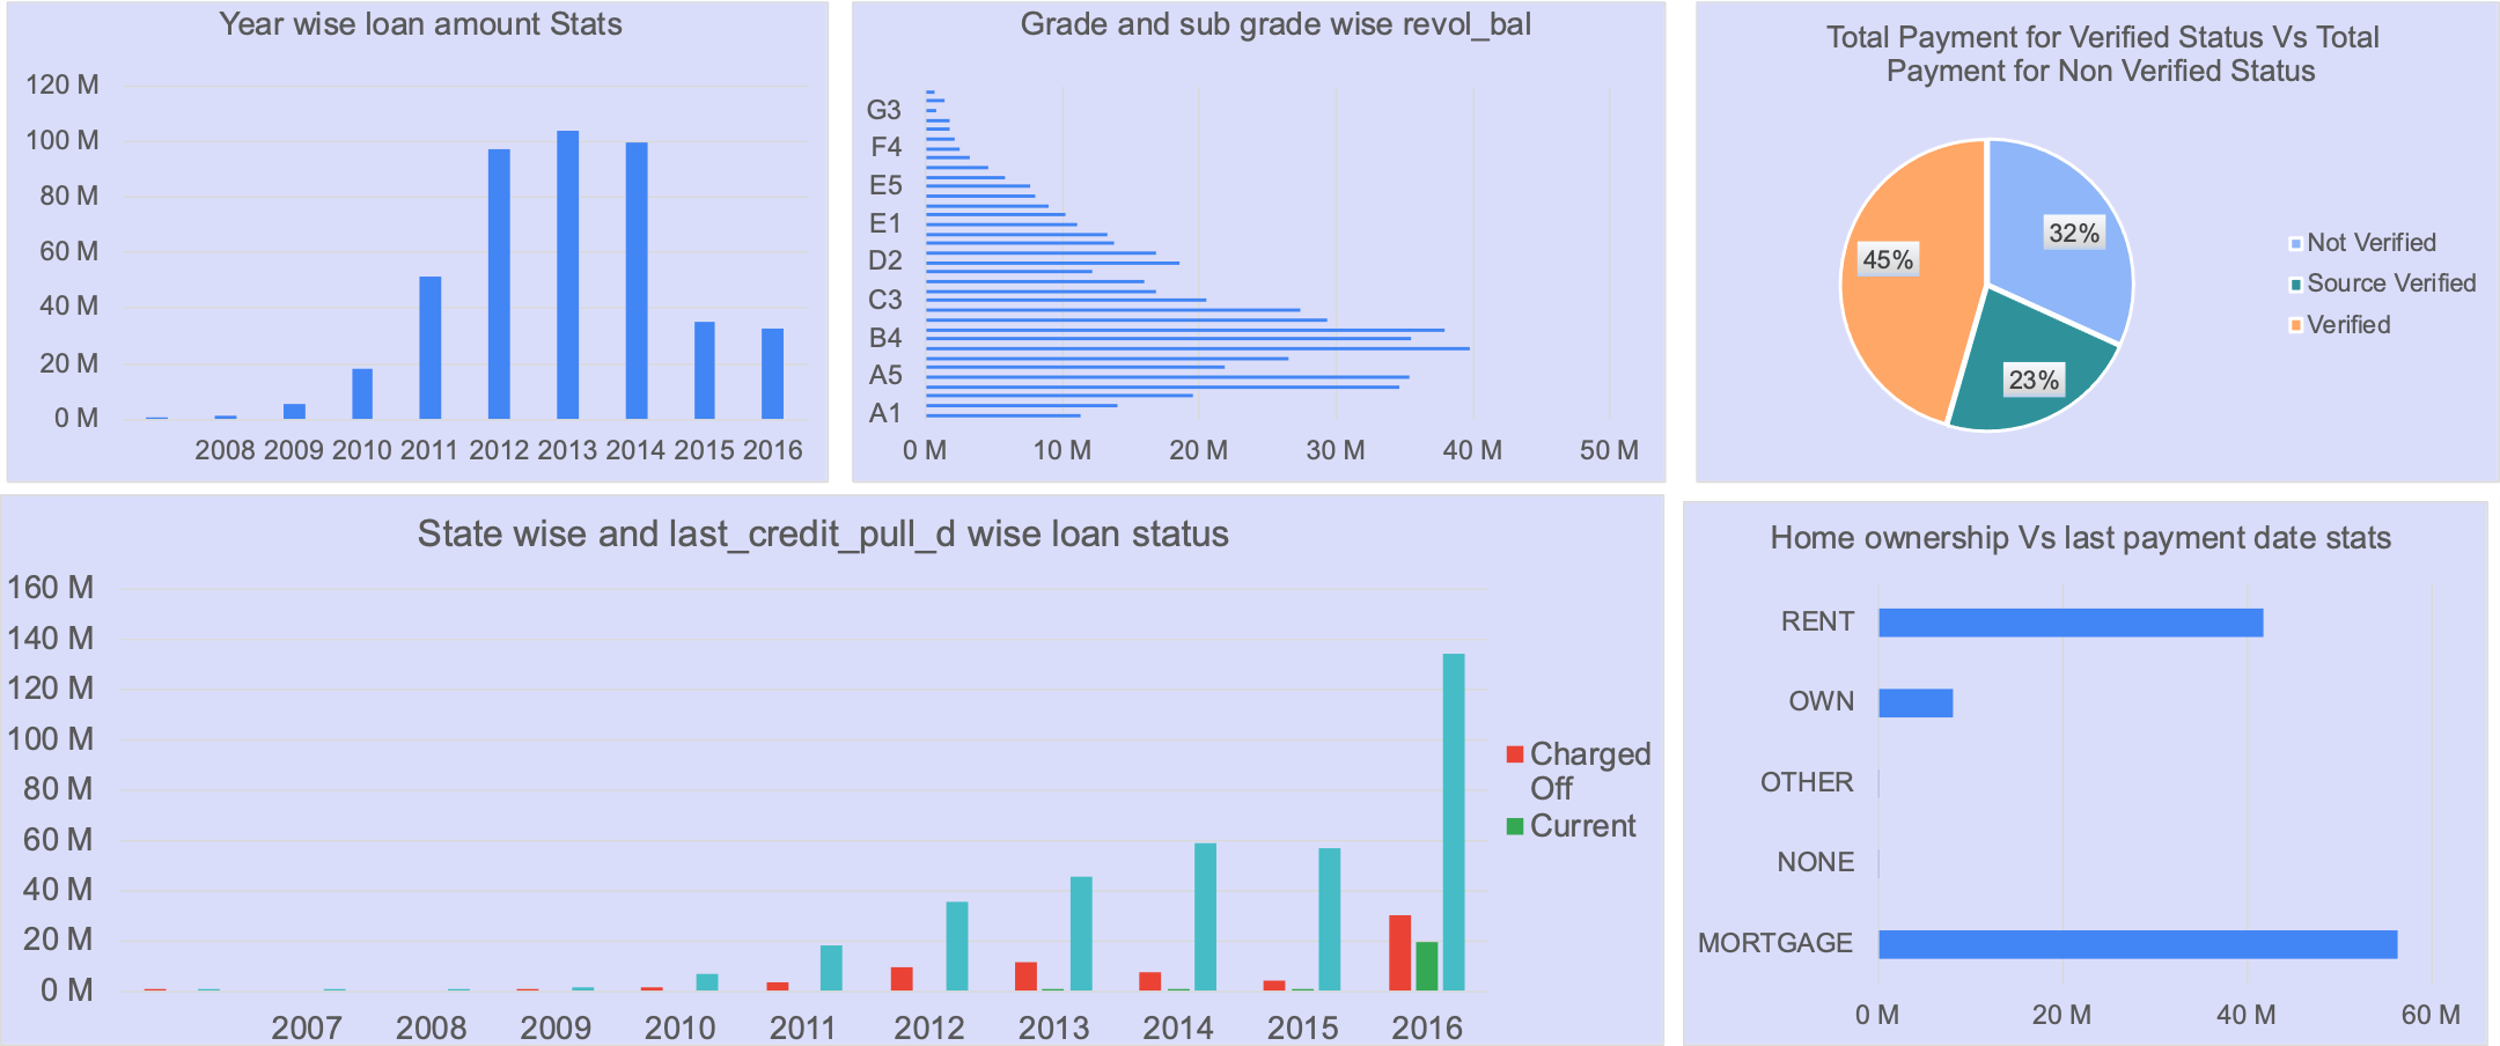 Year wise loan amount Stats
120 M
100 M
80 M
60 M
40 M
20 M
0 M
2008 2009 2010 2011 2012 2013 2014 2015 2016
Grade and sub grade wise revol_bal
G3
F4
E5
E1
D2
C3
B4
A5
A1
0 M 10 M 20 M 30 M 40 M 50 M
Total Payment for Verified Status Vs Total
Payment for Non Verified Status
32%
45%
23%
Not Verified
Source Verified
Verified
State wise and last_credit_pull_d wise loan status
160 M
140 M
120 M
100 M
80 M
60 M
40 M
20 M
0 M
2007 2008 2009 2010 2011 2012 2013 2014 2015 2016
Charged
Off
Current
Home ownership Vs last payment date stats
RENT
OWN
OTHER
NONE
MORTGAGE
0 M 20 M 40 M 60 M